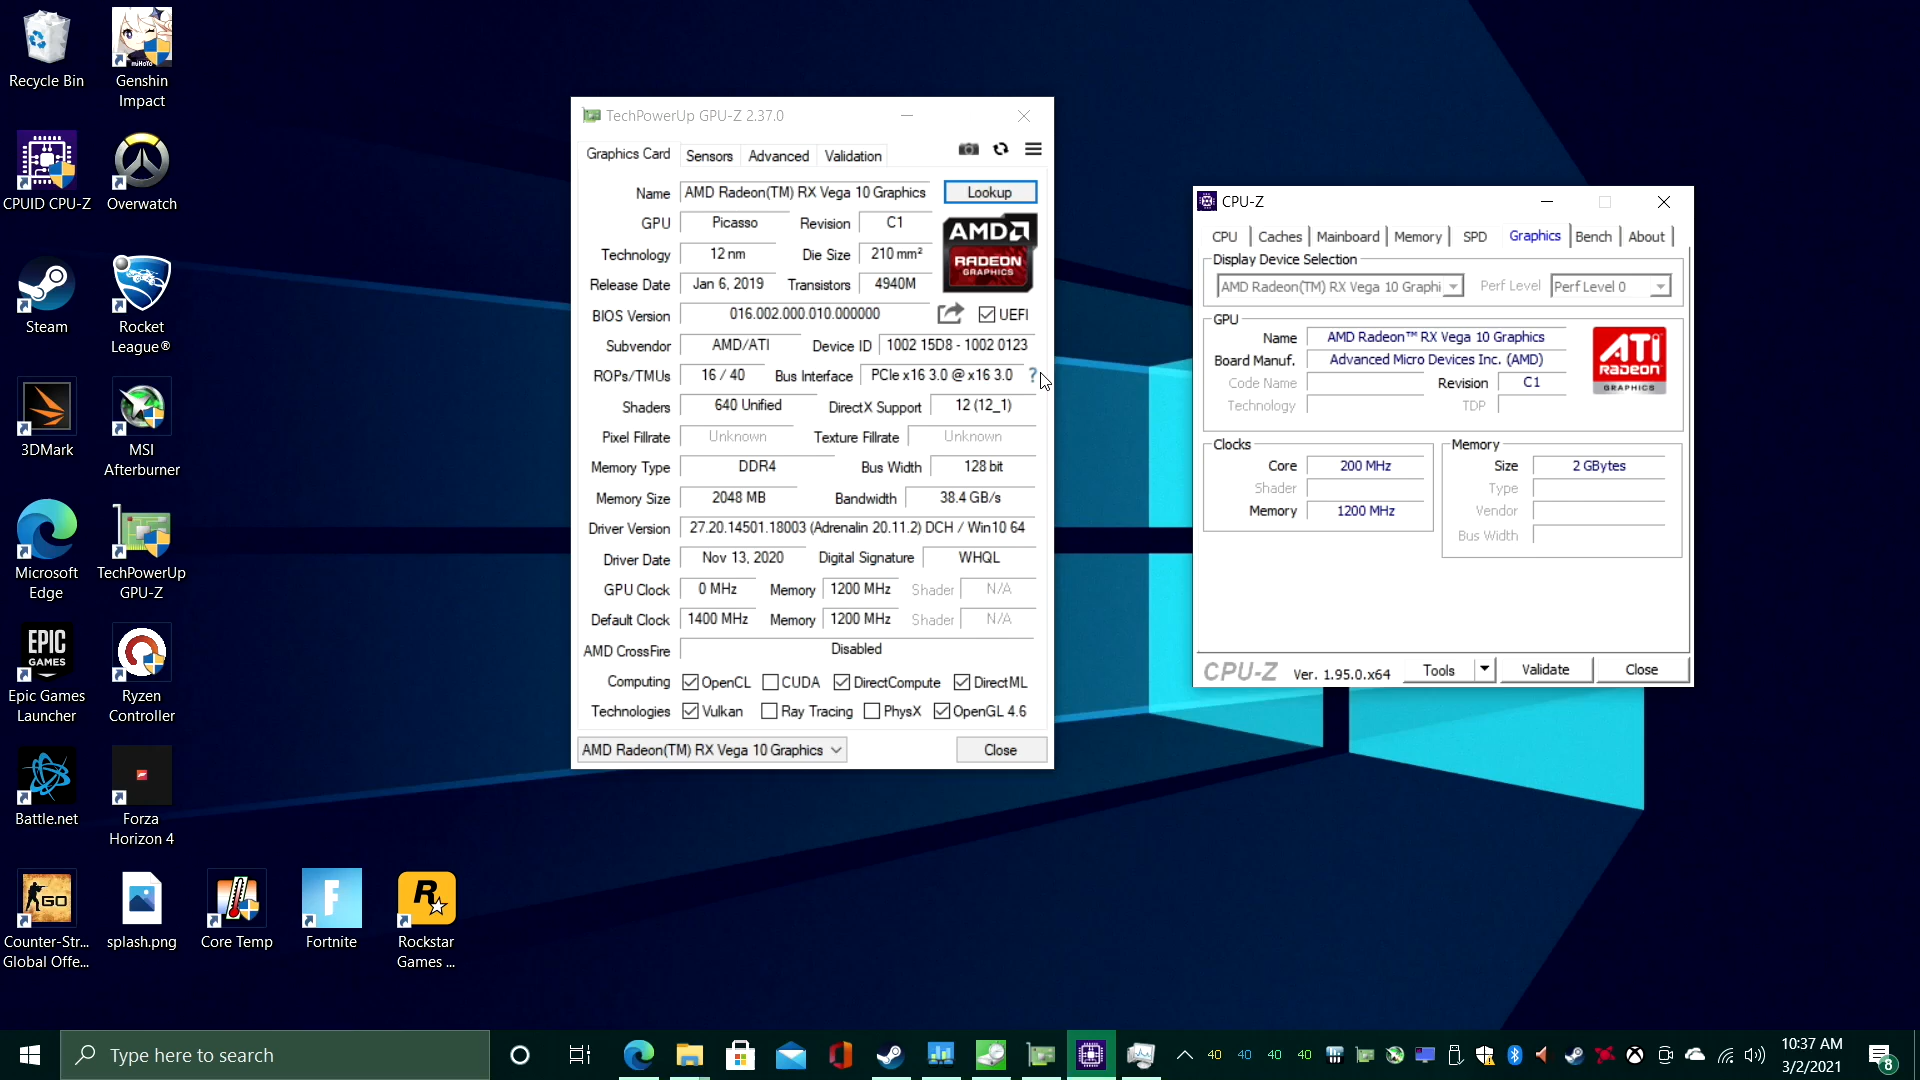 Recycle Bin
Genshin
Impact
CPUID CPU-Z
Overwatch
Steam
Rocket
League®
3DMark
MSI
Afterburner
Microsoft
Edge
TechPowerUp
GPU-Z
EPIC
GAMES
Epic Games
Launcher
Ryzen
Controller
Battle.net
Forza
Horizon 4
GO
Counter-Str...
Global Offe...
splash.png
Core Temp
F
Fortnite
R
Rockstar
Games ...
TechPowerUp GPU-Z 2.37.0
Graphics Card Sensors Advanced Validation
Name AMD Radeon(TM) RX Vega 10 Graphics Lookup
GPU Picasso Revision C1
AMD
RADEON
GRAPHICS
Technology 12 nm Die Size 210 mm²
Release Date Jan 6, 2019 Transistors 4940M
BIOS Version 016.002.000.010.000000 UEFI
Subvendor AMD/ATI Device ID 1002 15D8 - 1002 0123
ROPs/TMUs 16 / 40 Bus Interface PCIe x16 3.0 @ x16 3.0 ?
Shaders 640 Unified DirectX Support 12 (12_1)
Pixel Fillrate Unknown Texture Fillrate Unknown
Memory Type DDR4 Bus Width 128 bit
Memory Size 2048 MB Bandwidth 38.4 GB/s
Driver Version 27.20.14501.18003 (Adrenalin 20.11.2) DCH / Win10 64
Driver Date Nov 13, 2020 Digital Signature WHQL
GPU Clock 0 MHz Memory 1200 MHz Shader N/A
Default Clock 1400 MHz Memory 1200 MHz Shader N/A
AMD CrossFire Disabled
Computing OpenCL CUDA DirectCompute DirectML
Technologies Vulkan Ray Tracing PhysX OpenGL 4.6
AMD Radeon(TM) RX Vega 10 Graphics Close
CPU-Z
CPU Caches Mainboard Memory SPD Graphics Bench About
Display Device Selection
AMD Radeon(TM) RX Vega 10 Graphi Perf Level Perf Level 0
GPU
Name AMD Radeon™ RX Vega 10 Graphics
Board Manuf. Advanced Micro Devices Inc. (AMD)
Code Name Revision C1
Technology TDP
ATI
RADEON
GRAPHICS
Clocks
Core 200 MHz
Shader
Memory 1200 MHz
Memory
Size 2 GBytes
Type
Vendor
Bus Width
CPU-Z Ver. 1.95.0.x64 Tools Validate Close
Type here to search
40 40 40 40
10:37 AM
3/2/2021
8